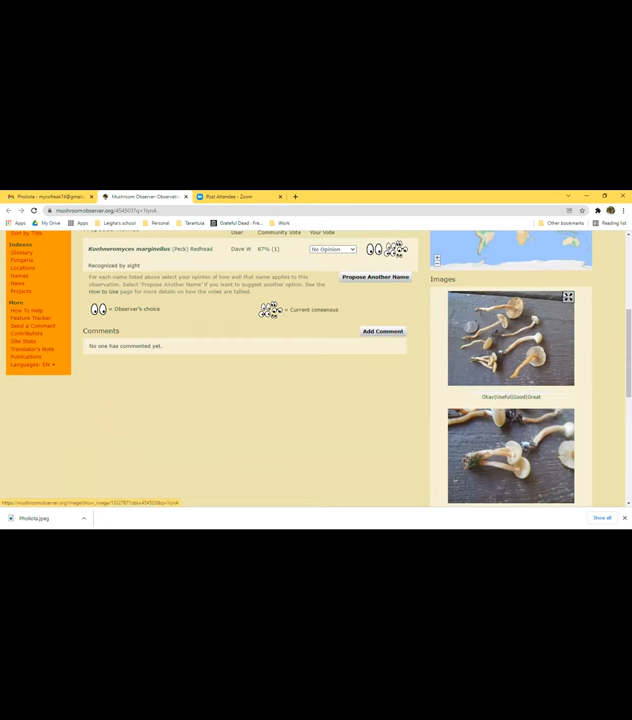 Pholiota - mycofreak74@gmail.
Mushroom Observer: Observatio
Post Attendee - Zoom
mushroomobserver.org/454503?q=1lynA
Apps
My Drive
Leigha's school
Personal
Tarantula
Grateful Dead : Fre...
Work
Other bookmarks
Reading list
Sort by Title
Indexes
Glossary
Fungaria
Locations
Names
News
Projects
More
How To Help
Feature Tracker
Send a Comment
Contributors
Site Stats
Translator's Note
Publications
Languages: EN
User Community Vote Your Vote
Kuehneromyces marginellus (Peck) Redhead Dave W 87% (1) No Opinion
Recognized by sight
For each name listed above select your opinion of how well that name applies to this
observation. Select 'Propose Another Name' if you want to suggest another option. See the
How to Use page for more details on how the votes are tallied.
Propose Another Name
= Observer's choice
= Current consensus
Comments
Add Comment
No one has commented yet.
Images
Okay|Useful|Good|Great
Pholiota.jpeg
Show all